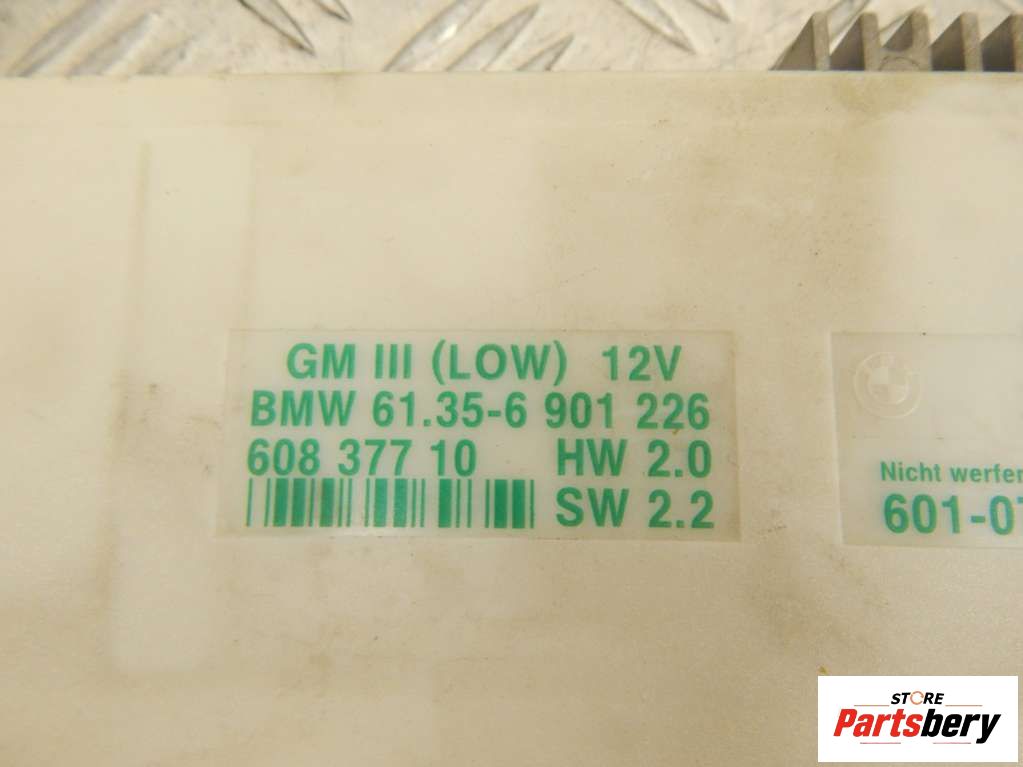 GM III (LOW) 12V
BMW 61.35-6 901 226
608 377 10 HW 2.0
SW 2.2
Nicht werfen
601-07
STORE
Partsbery